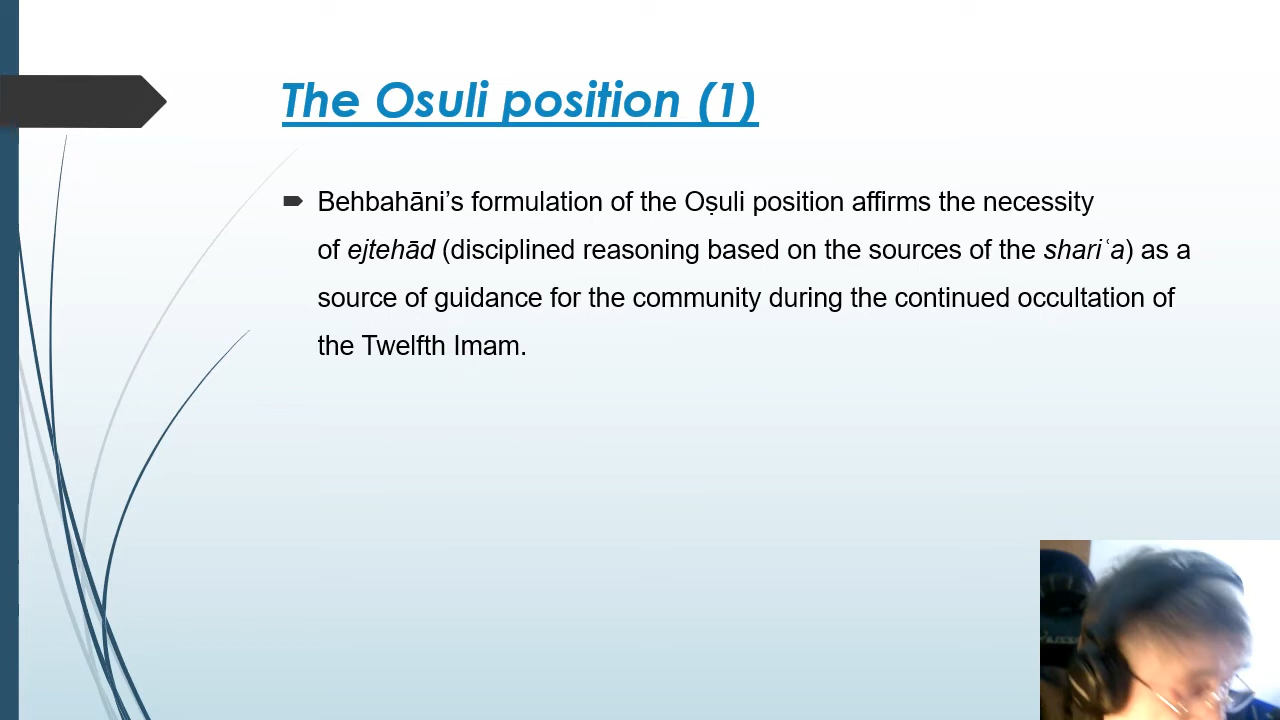 The Osuli position (1)
Behbahāni’s formulation of the Oṣuli position affirms the necessity
of ejtehād (disciplined reasoning based on the sources of the shariʿa) as a
source of guidance for the community during the continued occultation of
the Twelfth Imam.